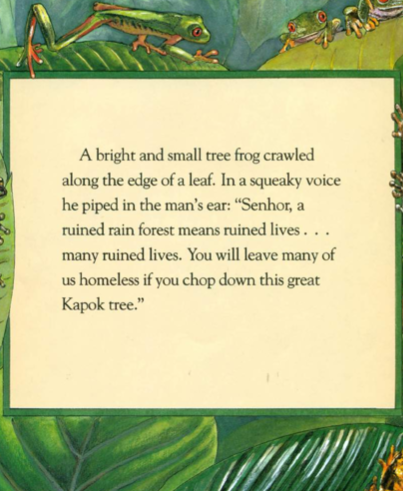 A bright and small tree frog crawled
along the edge of a leaf. In a squeaky voice
he piped in the man's ear: “Senhor, a
ruined rain forest means ruined lives . . .
many ruined lives. You will leave many of
us homeless if you chop down this great
Kapok tree.”